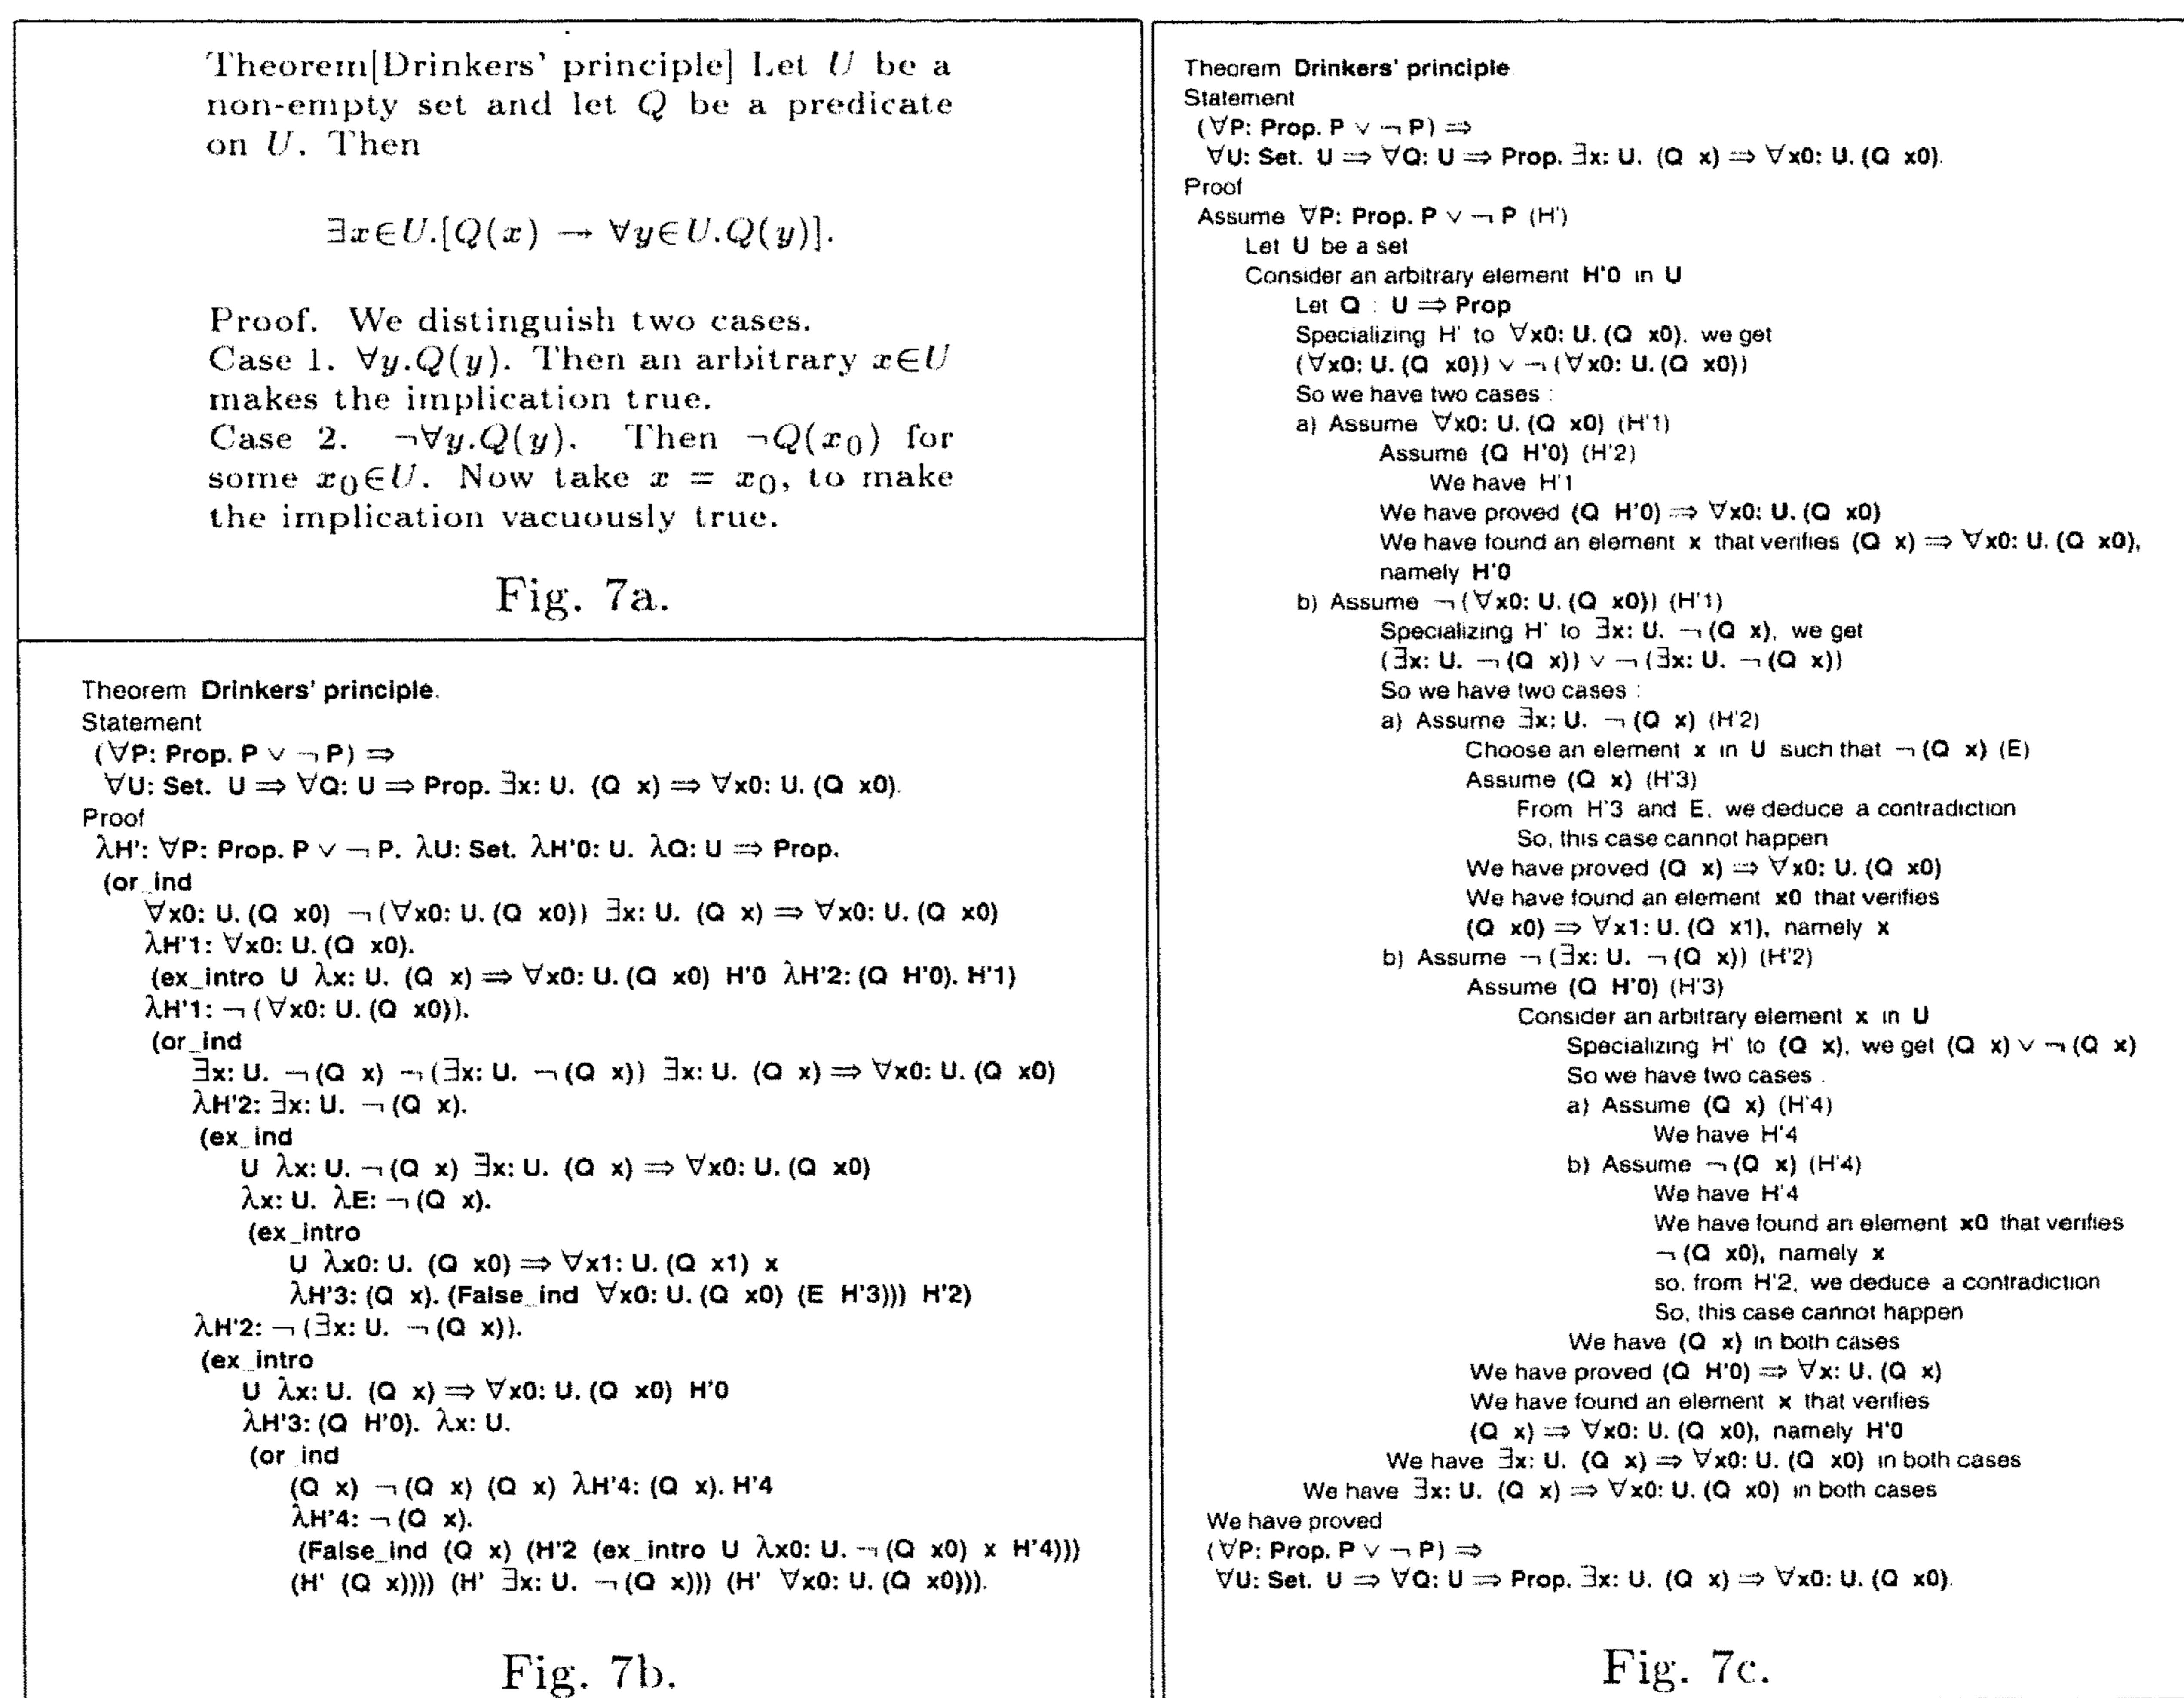 Theorem[Drinkers' principle] Let U be a
non-empty set and let Q be a predicate
on U. Then
∃x∈U.[Q(x) → ∀y∈U.Q(y)].
Proof. We distinguish two cases.
Case 1. ∀y.Q(y). Then an arbitrary x∈U
makes the implication true.
Case 2. ¬∀y.Q(y). Then ¬Q(x₀) for
some x₀∈U. Now take x = x₀, to make
the implication vacuously true.
Fig. 7a.
Theorem Drinkers' principle.
Statement
(∀P: Prop. P ∨ ¬ P) ⇒
∀U: Set. U ⇒ ∀Q: U ⇒ Prop. ∃x: U. (Q x) ⇒ ∀x0: U. (Q x0).
Proof
λH': ∀P: Prop. P ∨ ¬ P. λU: Set. λH'0: U. λQ: U ⇒ Prop.
(or_ind
∀x0: U. (Q x0) ¬ (∀x0: U. (Q x0)) ∃x: U. (Q x) ⇒ ∀x0: U. (Q x0)
λH'1: ∀x0: U. (Q x0).
(ex_intro U λx: U. (Q x) ⇒ ∀x0: U. (Q x0) H'0 λH'2: (Q H'0). H'1)
λH'1: ¬ (∀x0: U. (Q x0)).
(or_ind
∃x: U. ¬ (Q x) ¬ (∃x: U. ¬ (Q x)) ∃x: U. (Q x) ⇒ ∀x0: U. (Q x0)
λH'2: ∃x: U. ¬ (Q x).
(ex_ind
U λx: U. ¬ (Q x) ∃x: U. (Q x) ⇒ ∀x0: U. (Q x0)
λx: U. λE: ¬ (Q x).
(ex_intro
U λx0: U. (Q x0) ⇒ ∀x1: U. (Q x1) x
λH'3: (Q x). (False_ind ∀x0: U. (Q x0) (E H'3))) H'2)
λH'2: ¬ (∃x: U. ¬ (Q x)).
(ex_intro
U λx: U. (Q x) ⇒ ∀x0: U. (Q x0) H'0
λH'3: (Q H'0). λx: U.
(or_ind
(Q x) ¬ (Q x) (Q x) λH'4: (Q x). H'4
λH'4: ¬ (Q x).
(False_ind (Q x) (H'2 (ex_intro U λx0: U. ¬ (Q x0) x H'4)))
(H' (Q x)))) (H' ∃x: U. ¬ (Q x))) (H' ∀x0: U. (Q x0))).
Fig. 7b.
Theorem Drinkers' principle.
Statement
(∀P: Prop. P ∨ ¬ P) ⇒
∀U: Set. U ⇒ ∀Q: U ⇒ Prop. ∃x: U. (Q x) ⇒ ∀x0: U. (Q x0).
Proof
Assume ∀P: Prop. P ∨ ¬ P (H')
Let U be a set
Consider an arbitrary element H'0 in U
Let Q : U ⇒ Prop
Specializing H' to ∀x0: U. (Q x0), we get
(∀x0: U. (Q x0)) ∨ ¬ (∀x0: U. (Q x0))
So we have two cases :
a) Assume ∀x0: U. (Q x0) (H'1)
Assume (Q H'0) (H'2)
We have H'1
We have proved (Q H'0) ⇒ ∀x0: U. (Q x0)
We have found an element x that verifies (Q x) ⇒ ∀x0: U. (Q x0),
namely H'0
b) Assume ¬ (∀x0: U. (Q x0)) (H'1)
Specializing H' to ∃x: U. ¬ (Q x), we get
(∃x: U. ¬ (Q x)) ∨ ¬ (∃x: U. ¬ (Q x))
So we have two cases :
a) Assume ∃x: U. ¬ (Q x) (H'2)
Choose an element x in U such that ¬ (Q x) (E)
Assume (Q x) (H'3)
From H'3 and E, we deduce a contradiction
So, this case cannot happen
We have proved (Q x) ⇒ ∀x0: U. (Q x0)
We have found an element x0 that verifies
(Q x0) ⇒ ∀x1: U. (Q x1), namely x
b) Assume ¬ (∃x: U. ¬ (Q x)) (H'2)
Assume (Q H'0) (H'3)
Consider an arbitrary element x in U
Specializing H' to (Q x), we get (Q x) ∨ ¬ (Q x)
So we have two cases :
a) Assume (Q x) (H'4)
We have H'4
b) Assume ¬ (Q x) (H'4)
We have H'4
We have found an element x0 that verifies
¬ (Q x0), namely x
so, from H'2, we deduce a contradiction
So, this case cannot happen
We have (Q x) in both cases
We have proved (Q H'0) ⇒ ∀x: U. (Q x)
We have found an element x that verifies
(Q x) ⇒ ∀x0: U. (Q x0), namely H'0
We have ∃x: U. (Q x) ⇒ ∀x0: U. (Q x0) in both cases
We have ∃x: U. (Q x) ⇒ ∀x0: U. (Q x0) in both cases
We have proved
(∀P: Prop. P ∨ ¬ P) ⇒
∀U: Set. U ⇒ ∀Q: U ⇒ Prop. ∃x: U. (Q x) ⇒ ∀x0: U. (Q x0).
Fig. 7c.